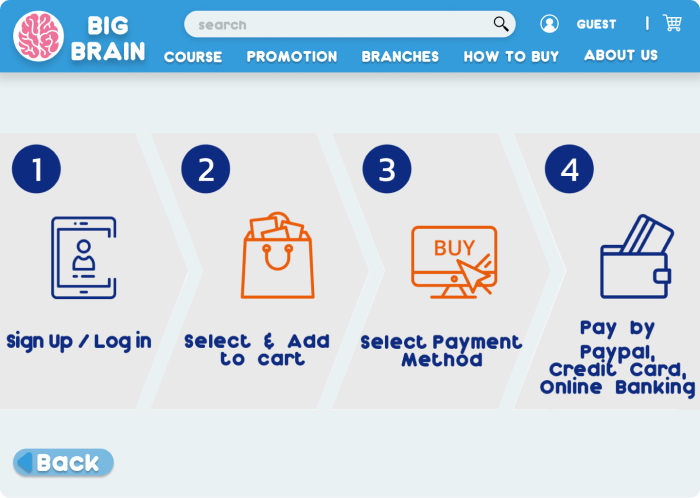 BIG
BRAIN
search
GUEST
|
COURSE
PROMOTION
BRANCHES
HOW TO BUY
ABOUT US
1
2
3
4
BUY
Sign Up / Log in
Select & Add
to cart
Select Payment
Method
Pay by
Paypal,
Credit Card,
Online Banking
Back